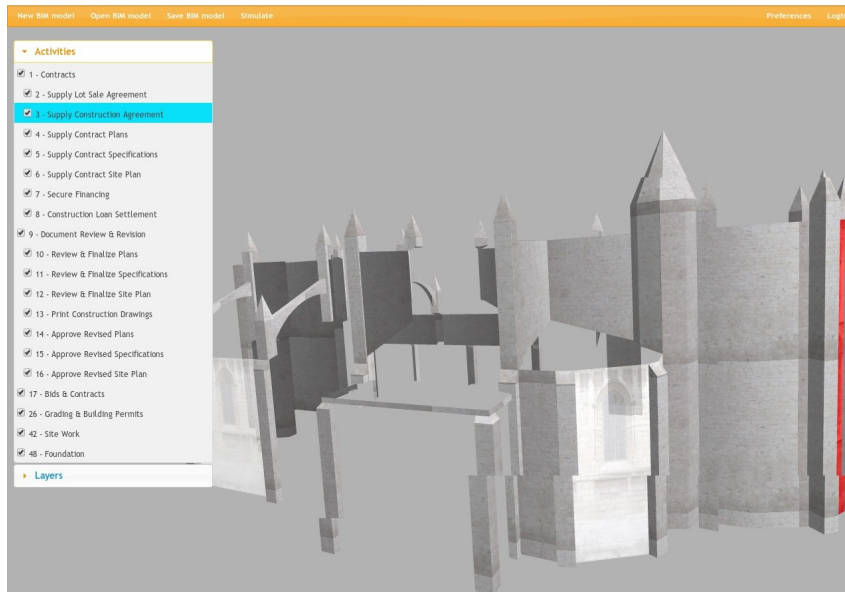 New BiM model Open BiM model Save BiM model Simulate Preferences Login
Activities
1 - Contracts
2 - Supply Lot Sale Agreement
3 - Supply Construction Agreement
4 - Supply Contract Plans
5 - Supply Contract Specifications
6 - Supply Contract Site Plan
7 - Secure Financing
8 - Construction Loan Settlement
9 - Document Review & Revision
10 - Review & Finalize Plans
11 - Review & Finalize Specifications
12 - Review & Finalize Site Plan
13 - Print Construction Drawings
14 - Approve Revised Plans
15 - Approve Revised Specifications
16 - Approve Revised Site Plan
17 - Bids & Contracts
26 - Grading & Building Permits
42 - Site Work
48 - Foundation
Layers